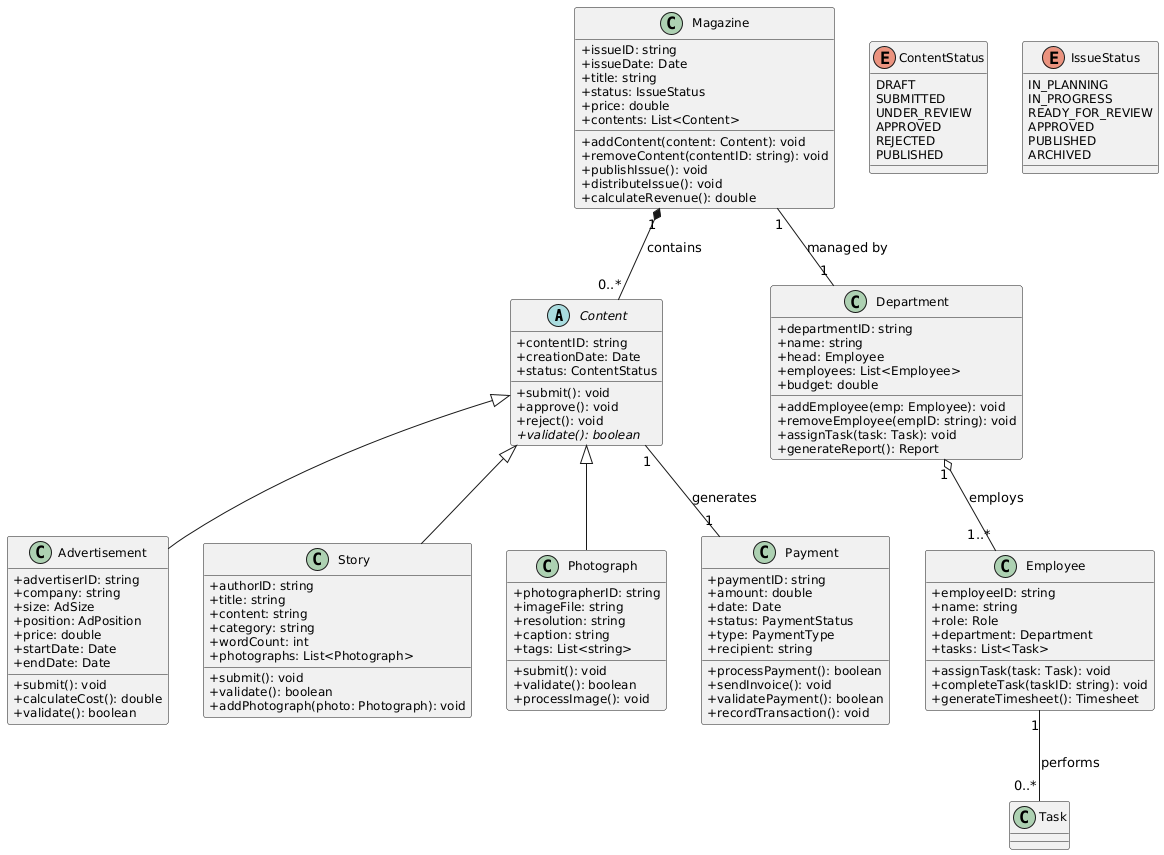 C Magazine
+issueID: string
+issueDate: Date
+title: string
+status: IssueStatus
+price: double
+contents: List<Content>
+addContent(content: Content): void
+removeContent(contentID: string): void
+publishIssue(): void
+distributeIssue(): void
+calculateRevenue(): double
E ContentStatus
DRAFT
SUBMITTED
UNDER_REVIEW
APPROVED
REJECTED
PUBLISHED
E IssueStatus
IN_PLANNING
IN_PROGRESS
READY_FOR_REVIEW
APPROVED
PUBLISHED
ARCHIVED
1
contains
0..*
1
managed by
1
A Content
+contentID: string
+creationDate: Date
+status: ContentStatus
+submit(): void
+approve(): void
+reject(): void
+validate(): boolean
C Department
+departmentID: string
+name: string
+head: Employee
+employees: List<Employee>
+budget: double
+addEmployee(emp: Employee): void
+removeEmployee(empID: string): void
+assignTask(task: Task): void
+generateReport(): Report
1
generates
1
1
employs
1..*
C Advertisement
+advertiserID: string
+company: string
+size: AdSize
+position: AdPosition
+price: double
+startDate: Date
+endDate: Date
+submit(): void
+calculateCost(): double
+validate(): boolean
C Story
+authorID: string
+title: string
+content: string
+category: string
+wordCount: int
+photographs: List<Photograph>
+submit(): void
+validate(): boolean
+addPhotograph(photo: Photograph): void
C Photograph
+photographerID: string
+imageFile: string
+resolution: string
+caption: string
+tags: List<string>
+submit(): void
+validate(): boolean
+processImage(): void
C Payment
+paymentID: string
+amount: double
+date: Date
+status: PaymentStatus
+type: PaymentType
+recipient: string
+processPayment(): boolean
+sendInvoice(): void
+validatePayment(): boolean
+recordTransaction(): void
C Employee
+employeeID: string
+name: string
+role: Role
+department: Department
+tasks: List<Task>
+assignTask(task: Task): void
+completeTask(taskID: string): void
+generateTimesheet(): Timesheet
1
performs
0..*
C Task